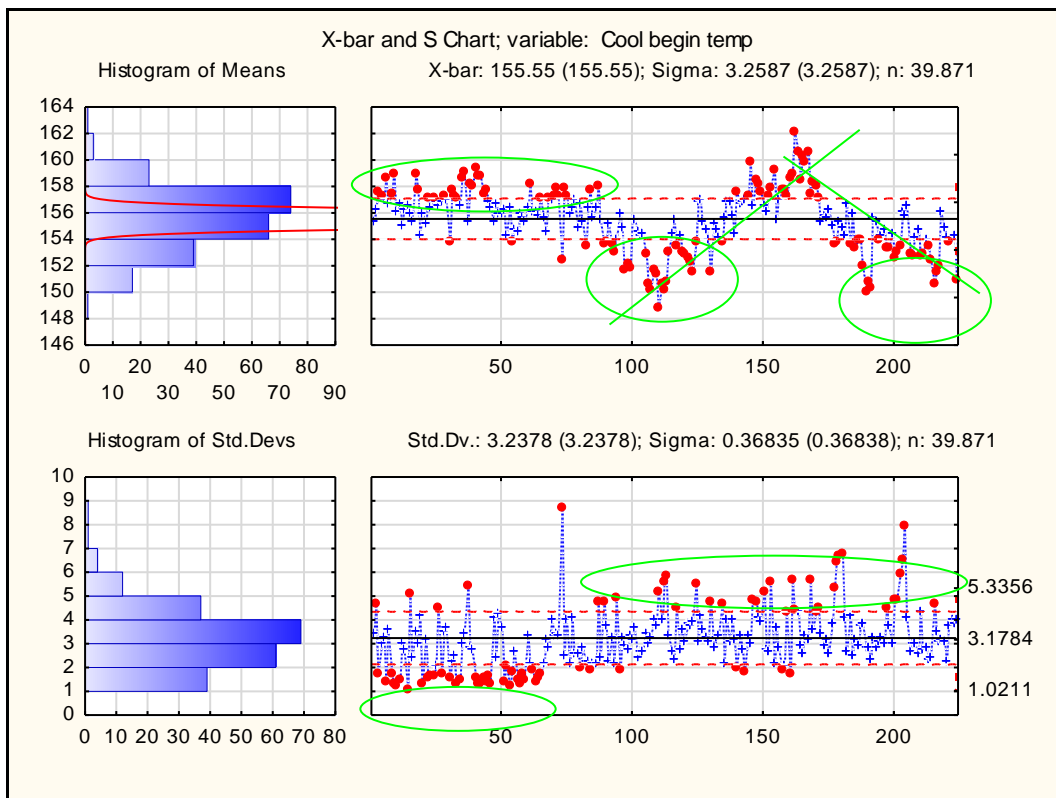 X-bar and S Chart; variable: Cool begin temp
Histogram of Means
X-bar: 155.55 (155.55); Sigma: 3.2587 (3.2587); n: 39.871
164
162
160
158
156
154
152
150
148
146
0 20 40 60 80
10 30 50 70 90
50 100 150 200
Histogram of Std.Devs
Std.Dv.: 3.2378 (3.2378); Sigma: 0.36835 (0.36838); n: 39.871
10
9
8
7
6
5
4
3
2
1
0
0 10 20 30 40 50 60 70 80
50 100 150 200
5.3356
3.1784
1.0211